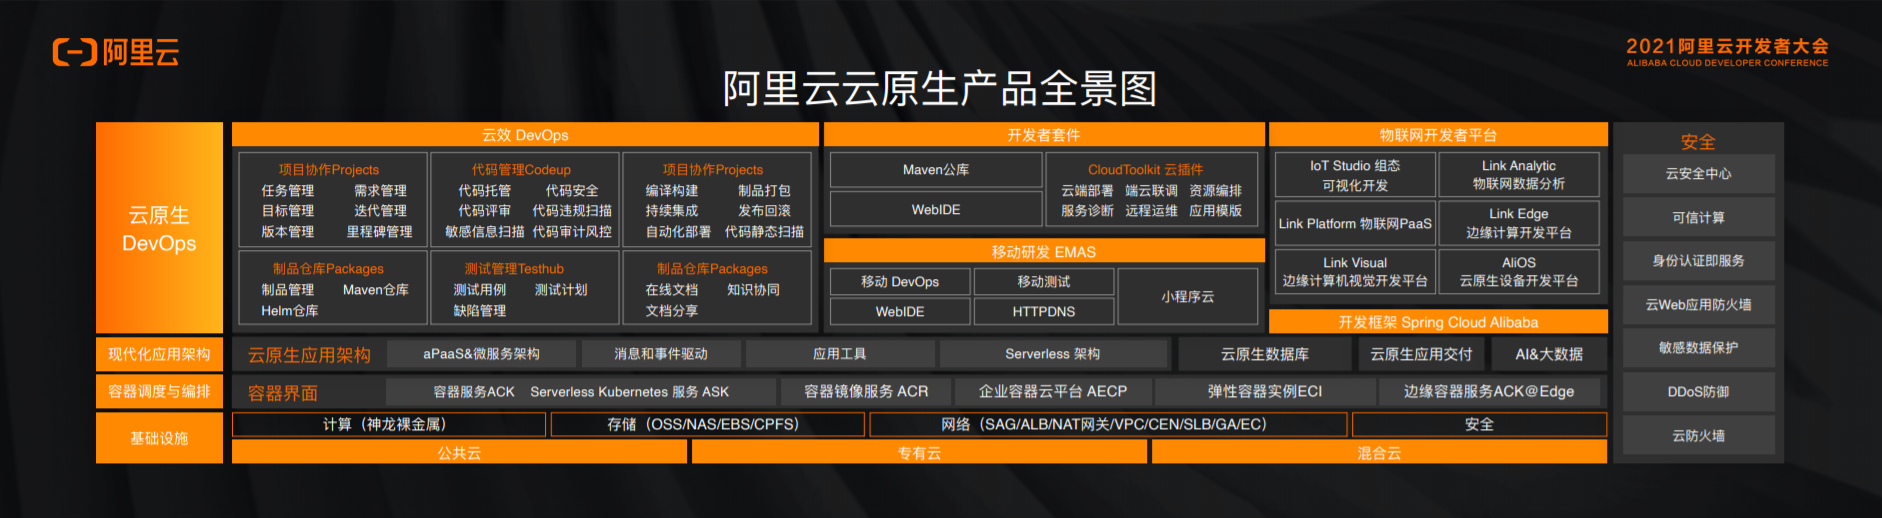 阿里云
2021阿里云开发者大会
ALIBABA CLOUD DEVELOPER CONFERENCE
阿里云云原生产品全景图
云原生
DevOps
云效 DevOps
项目协作Projects
任务管理 需求管理
目标管理 迭代管理
版本管理 里程碑管理
代码管理Codeup
代码托管 代码安全
代码评审 代码违规扫描
敏感信息扫描 代码审计风控
项目协作Projects
编译构建 制品打包
持续集成 发布回滚
自动化部署 代码静态扫描
制品仓库Packages
制品管理 Maven仓库
Helm仓库
测试管理Testhub
测试用例 测试计划
缺陷管理
制品仓库Packages
在线文档 知识协同
文档分享
开发者套件
Maven公库
WebIDE
CloudToolkit 云插件
云端部署 端云联调 资源编排
服务诊断 远程运维 应用模版
移动研发 EMAS
移动 DevOps
移动测试
WebIDE
HTTPDNS
小程序云
物联网开发者平台
IoT Studio 组态
可视化开发
Link Analytic
物联网数据分析
Link Platform 物联网PaaS
Link Edge
边缘计算开发平台
Link Visual
边缘计算机视觉开发平台
AliOS
云原生设备开发平台
开发框架 Spring Cloud Alibaba
现代化应用架构
云原生应用架构
aPaaS&微服务架构
消息和事件驱动
应用工具
Serverless 架构
云原生数据库
云原生应用交付
AI&大数据
容器调度与编排
容器界面
容器服务ACK Serverless Kubernetes 服务 ASK
容器镜像服务 ACR
企业容器云平台 AECP
弹性容器实例ECI
边缘容器服务ACK@Edge
基础设施
计算（神龙裸金属）
存储（OSS/NAS/EBS/CPFS）
网络（SAG/ALB/NAT网关/VPC/CEN/SLB/GA/EC）
安全
公共云
专有云
混合云
安全
云安全中心
可信计算
身份认证即服务
云Web应用防火墙
敏感数据保护
DDoS防御
云防火墙